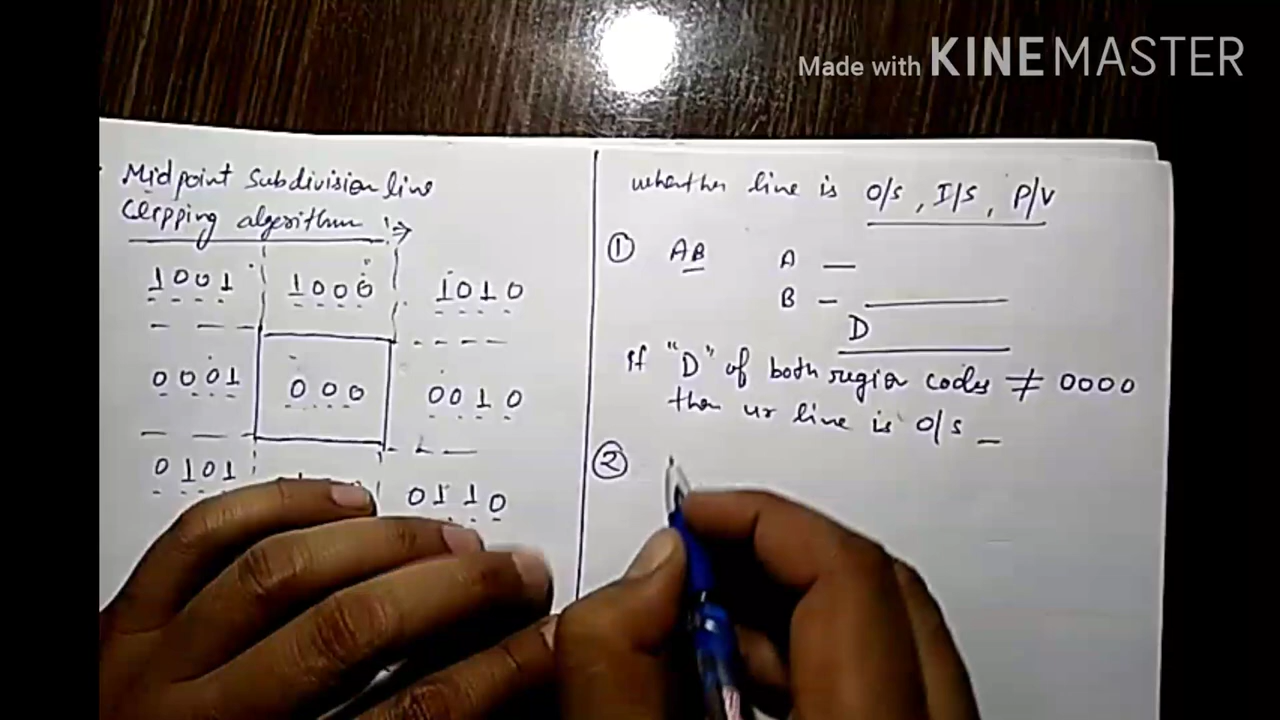 Made with KINEMASTER
Midpoint Subdivision line
Clipping algorithm :→
1001 1000 1010
0001 000 0010
0101 0110
whether line is O/S, I/S, P/V
① AB A —
B —
D
If "D" of both region codes ≠ 0000
then ur line is O/S
②